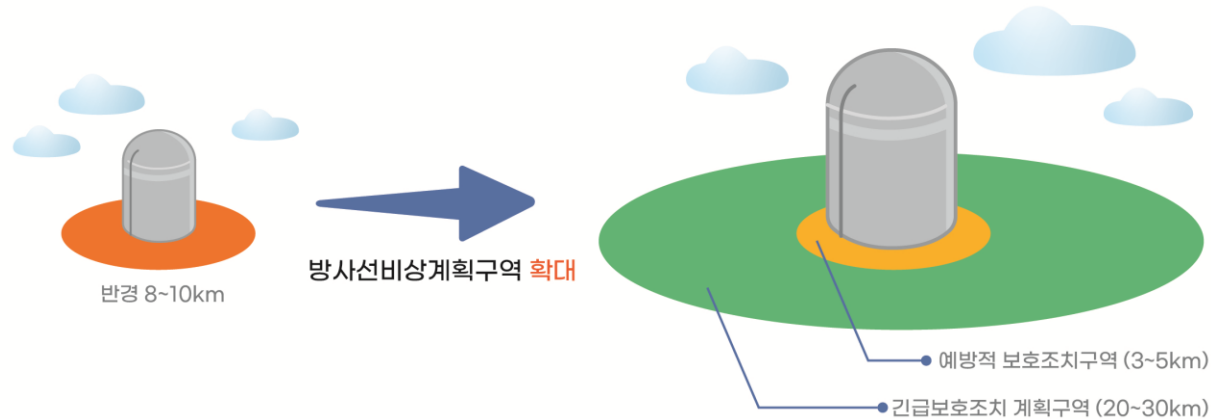 반경 8~10km
방사선비상계획구역 확대
예방적 보호조치구역 (3~5km)
긴급보호조치 계획구역 (20~30km)